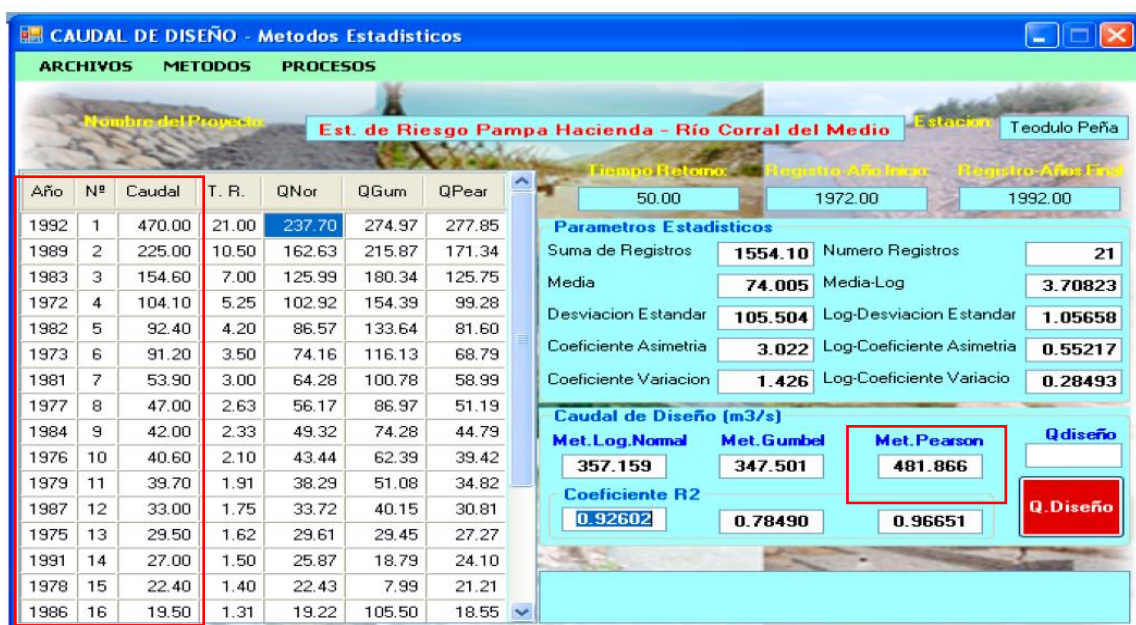 CAUDAL DE DISEÑO - Metodos Estadisticos
ARCHIVOS METODOS PROCESOS
Nombre del Proyecto: Est. de Riesgo Pampa Hacienda - Río Corral del Medio Estacion: Teodulo Peña
Tiempo Retorno: Registro-Año Inicio: Registro-Años Final
50.00 1972.00 1992.00
Año Nº Caudal T. R. QNor QGum QPear
1992 1 470.00 21.00 237.70 274.97 277.85
1989 2 225.00 10.50 162.63 215.87 171.34
1983 3 154.60 7.00 125.99 180.34 125.75
1972 4 104.10 5.25 102.92 154.39 99.28
1982 5 92.40 4.20 86.57 133.64 81.60
1973 6 91.20 3.50 74.16 116.13 68.79
1981 7 53.90 3.00 64.28 100.78 58.99
1977 8 47.00 2.63 56.17 86.97 51.19
1984 9 42.00 2.33 49.32 74.28 44.79
1976 10 40.60 2.10 43.44 62.39 39.42
1979 11 39.70 1.91 38.29 51.08 34.82
1987 12 33.00 1.75 33.72 40.15 30.81
1975 13 29.50 1.62 29.61 29.45 27.27
1991 14 27.00 1.50 25.87 18.79 24.10
1978 15 22.40 1.40 22.43 7.99 21.21
1986 16 19.50 1.31 19.22 105.50 18.55
Parametros Estadisticos
Suma de Registros 1554.10 Numero Registros 21
Media 74.005 Media-Log 3.70823
Desviacion Estandar 105.504 Log-Desviacion Estandar 1.05658
Coeficiente Asimetria 3.022 Log-Coeficiente Asimetria 0.55217
Coeficiente Variacion 1.426 Log-Coeficiente Variacio 0.28493
Caudal de Diseño (m3/s)
Met.Log.Normal Met.Gumbel Met.Pearson Qdiseño
357.159 347.501 481.866
Coeficiente R2
0.92602 0.78490 0.96651
Q.Diseño